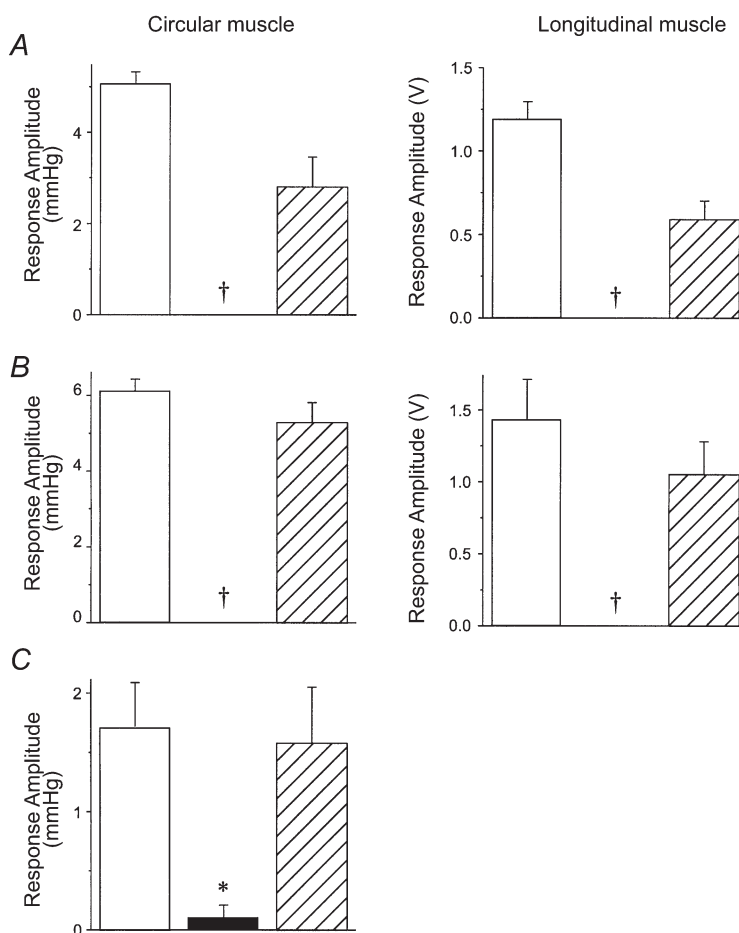 Circular muscle
Longitudinal muscle
A
Response Amplitude
(mmHg)
4
2
0
†
Response Amplitude (V)
1.5
1.0
0.5
0.0
†
B
Response Amplitude
(mmHg)
6
4
2
0
†
Response Amplitude (V)
1.5
1.0
0.5
0.0
†
C
Response Amplitude
(mmHg)
2
1
0
*